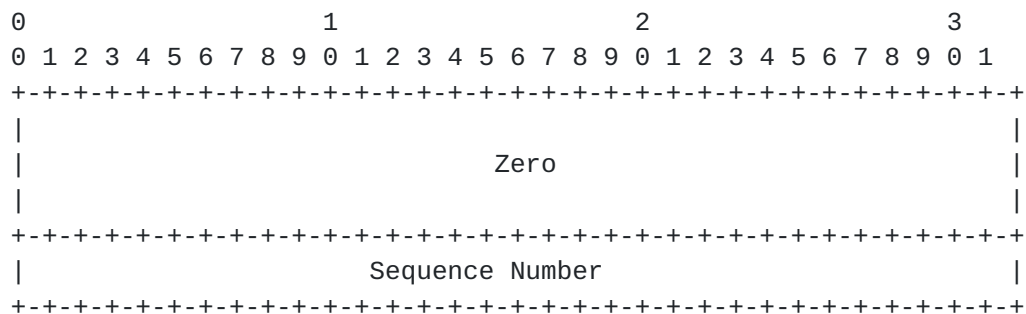 0                   1                   2                   3
0 1 2 3 4 5 6 7 8 9 0 1 2 3 4 5 6 7 8 9 0 1 2 3 4 5 6 7 8 9 0 1
+-+-+-+-+-+-+-+-+-+-+-+-+-+-+-+-+-+-+-+-+-+-+-+-+-+-+-+-+-+-+-+-+
|                                                               |
|                              Zero                             |
|                                                               |
+-+-+-+-+-+-+-+-+-+-+-+-+-+-+-+-+-+-+-+-+-+-+-+-+-+-+-+-+-+-+-+-+
|                      Sequence Number                          |
+-+-+-+-+-+-+-+-+-+-+-+-+-+-+-+-+-+-+-+-+-+-+-+-+-+-+-+-+-+-+-+-+